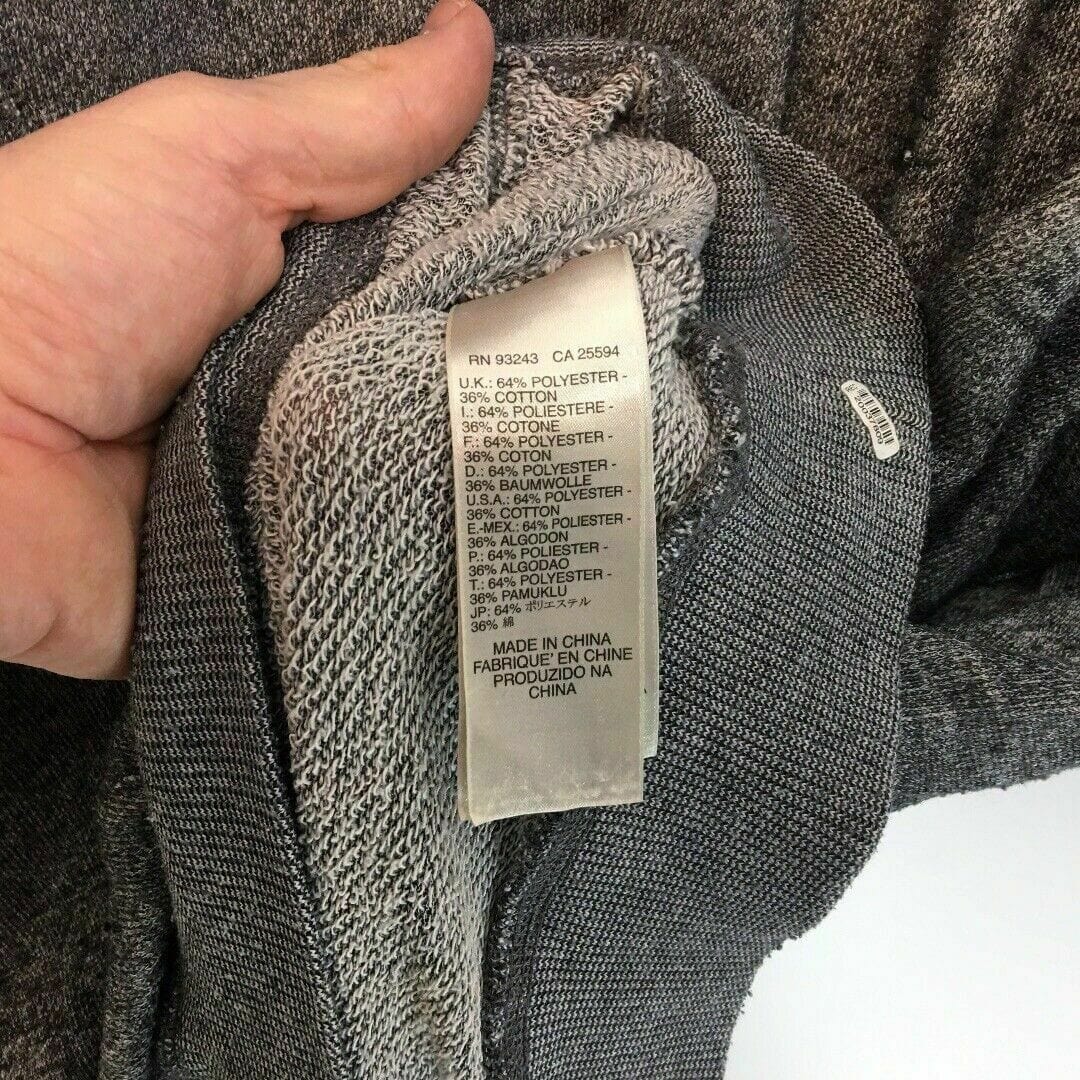 RN 93243 CA 25594
U.K.: 64% POLYESTER -
36% COTTON
I.: 64% POLIESTERE -
36% COTONE
F.: 64% POLYESTER -
36% COTON
D.: 64% POLYESTER -
36% BAUMWOLLE
U.S.A.: 64% POLYESTER -
36% COTTON
E.-MEX.: 64% POLIESTER -
36% ALGODON
P.: 64% POLIESTER -
36% ALGODAO
T.: 64% POLYESTER -
36% PAMUKLU
JP: 64% ポリエステル
36% 綿
MADE IN CHINA
FABRIQUE' EN CHINE
PRODUZIDO NA
CHINA